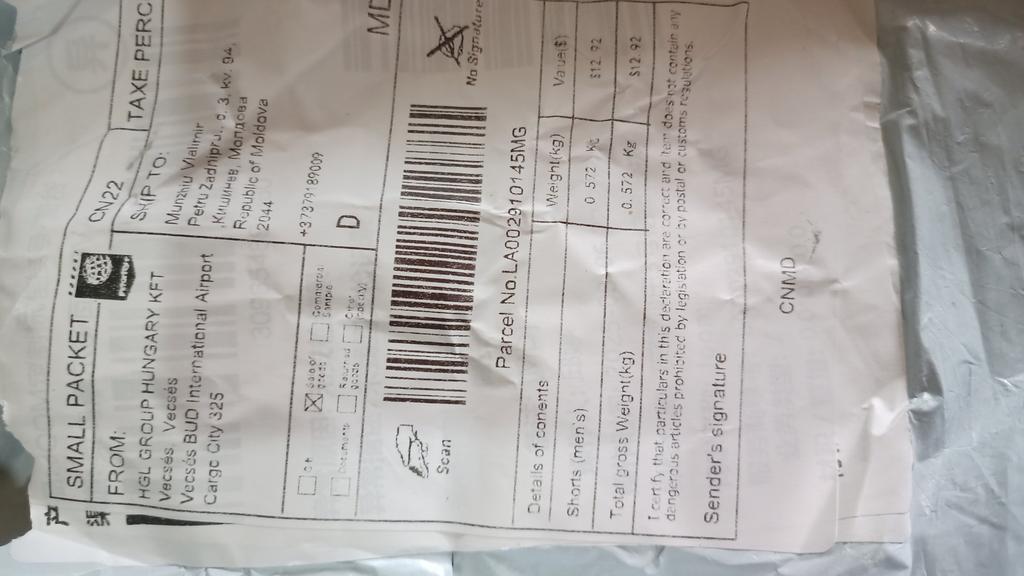 SMALL PACKET
CN22
TAXE PERC
FROM:
HGL GROUP HUNGARY KFT
Vecsés Vecsés
Vecsés BUD International Airport
Cargo City 325
SHIP TO:
Petru Zadnipru, d, 3, kv. 94,
,Кишинев, Молдова
Republic of Moldova
2044
+37379189009
MD
Gift
Sale of goods
Commercial Sample
Documents
Returned goods
D
Scan
No Signature
Parcel No.LA002910145MG
Details of conents
Weight(kg)
Value($)
Shorts (men's)
0.572 Kg
$12.92
Total gross Weight(kg)
0.572 Kg
$12.92
I certify that particulars in this declaration are correct and item does not contain any
dangerous articles prohibited by legislation or by postal or customs regulations.
Sender's signature
CNMD